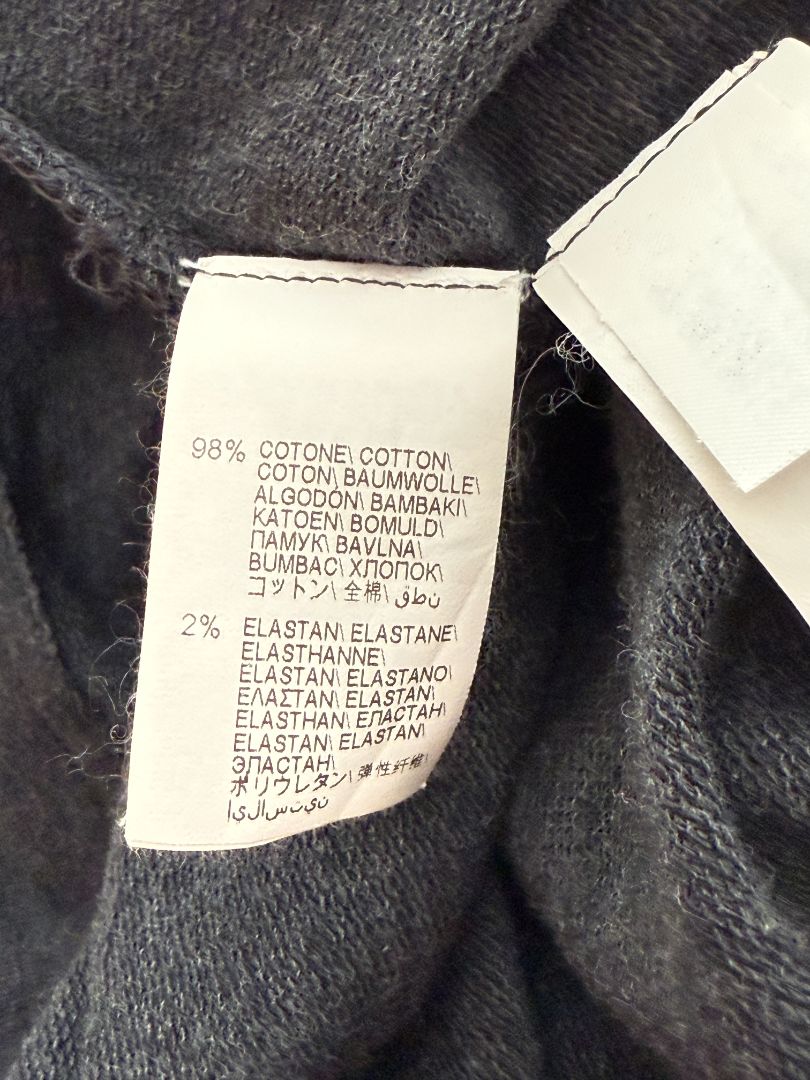 98% COTONE\ COTTON\
COTON\ BAUMWOLLE\
ALGODÓN\ BAMBAKI\
KATOEN\ BOMULD\
ПАМУК\ BAVLNA\
BUMBAC\ ХЛОПОК\
コットン\ 全棉\ قطن
2% ELASTAN\ ELASTANE\
ELASTHANNE\
ELASTAN\ ELASTANO\
ΕΛΑΣΤΑΝ\ ELASTAN\
ELASTHAN\ ЕЛАСТАН\
ELASTAN\ ELASTAN\
ЭЛАСТАН\
ポリウレタン\ 弹性纤维\
إيلاستين